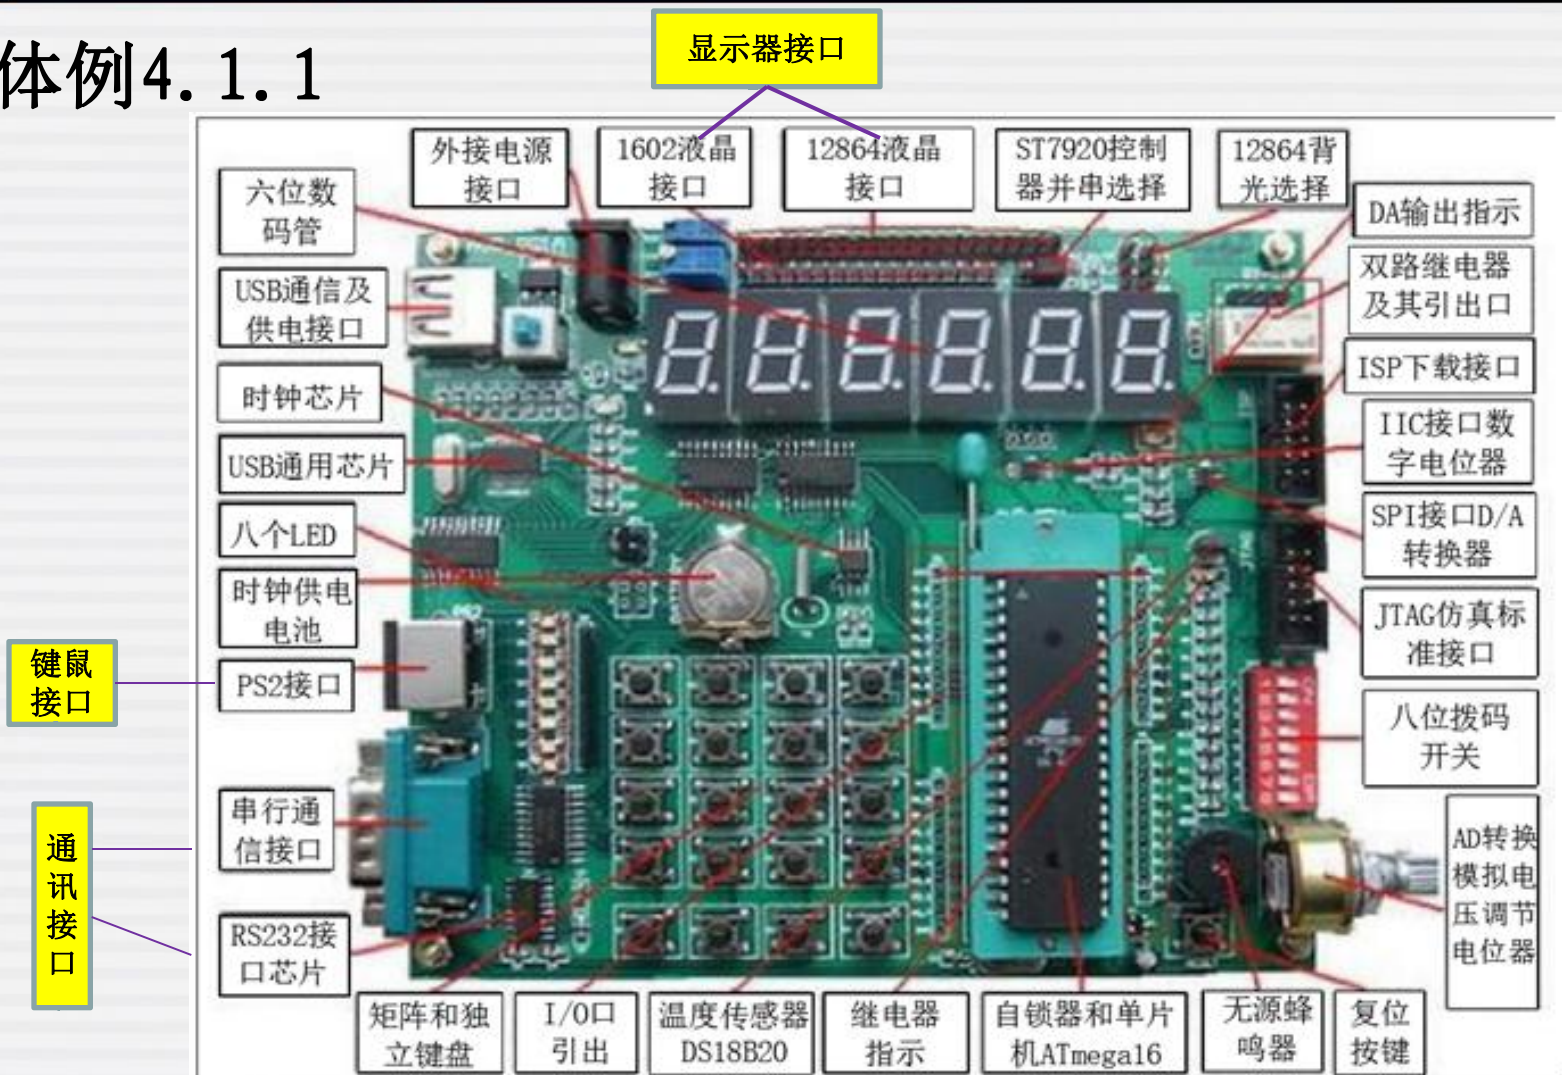 体例4.1.1
显示器接口
外接电源
接口
1602液晶
接口
12864液晶
接口
ST7920控制
器并串选择
12864背
光选择
六位数
码管
DA输出指示
双路继电器
及其引出口
USB通信及
供电接口
ISP下载接口
时钟芯片
IIC接口数
字电位器
USB通用芯片
SPI接口D/A
转换器
八个LED
时钟供电
电池
JTAG仿真标
准接口
键鼠
接口
PS2接口
八位拨码
开关
串行通
信接口
AD转换
模拟电
压调节
电位器
通
讯
接
口
RS232接
口芯片
矩阵和独
立键盘
I/O口
引出
温度传感器
DS18B20
继电器
指示
自锁器和单片
机ATmega16
无源蜂
鸣器
复位
按键
JTAG